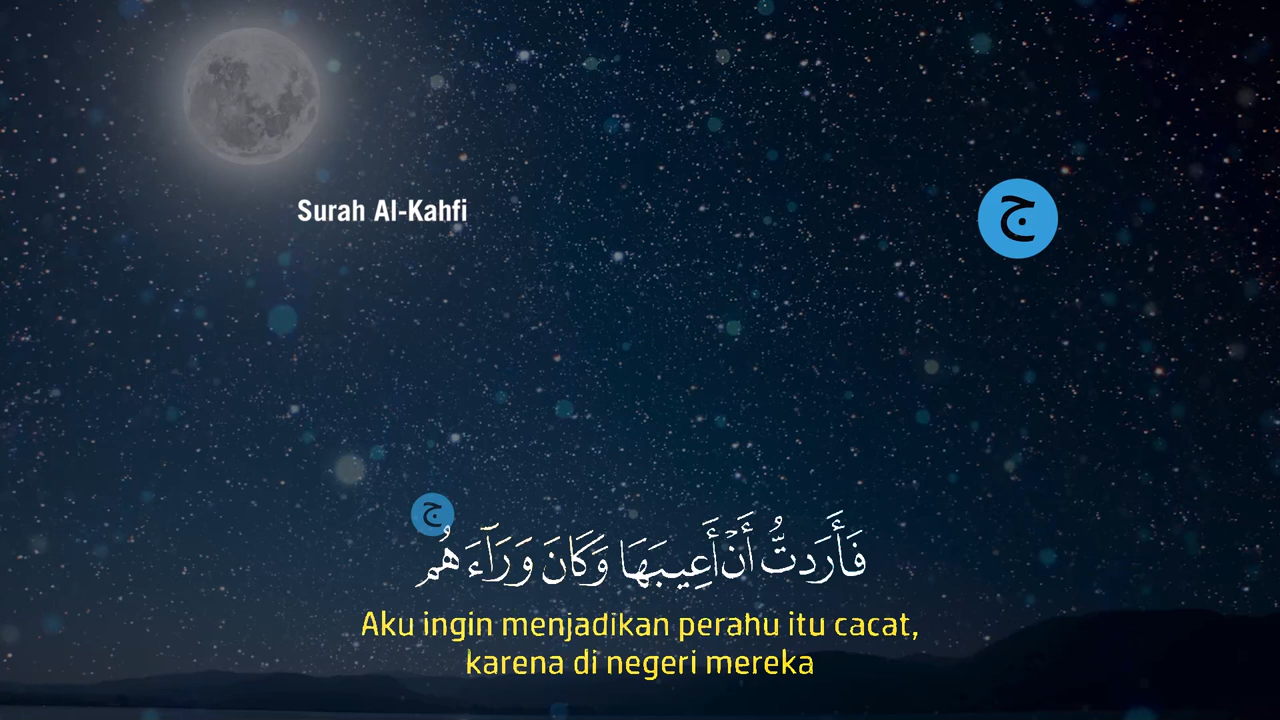 Surah Al-Kahfi
ج
ج
فَأَرَدتُّ أَنْ أَعِيبَهَا وَكَانَ وَرَآءَهُم
Aku ingin menjadikan perahu itu cacat,
karena di negeri mereka